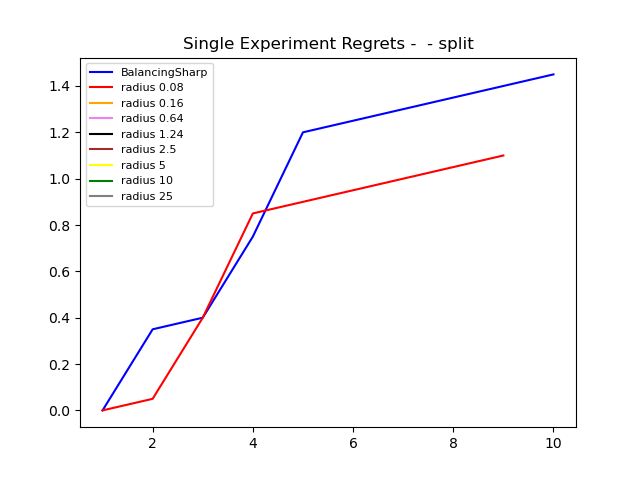 Single Experiment Regrets -  - split
BalancingSharp
radius 0.08
radius 0.16
radius 0.64
radius 1.24
radius 2.5
radius 5
radius 10
radius 25
1.4
1.2
1.0
0.8
0.6
0.4
0.2
0.0
2 4 6 8 10